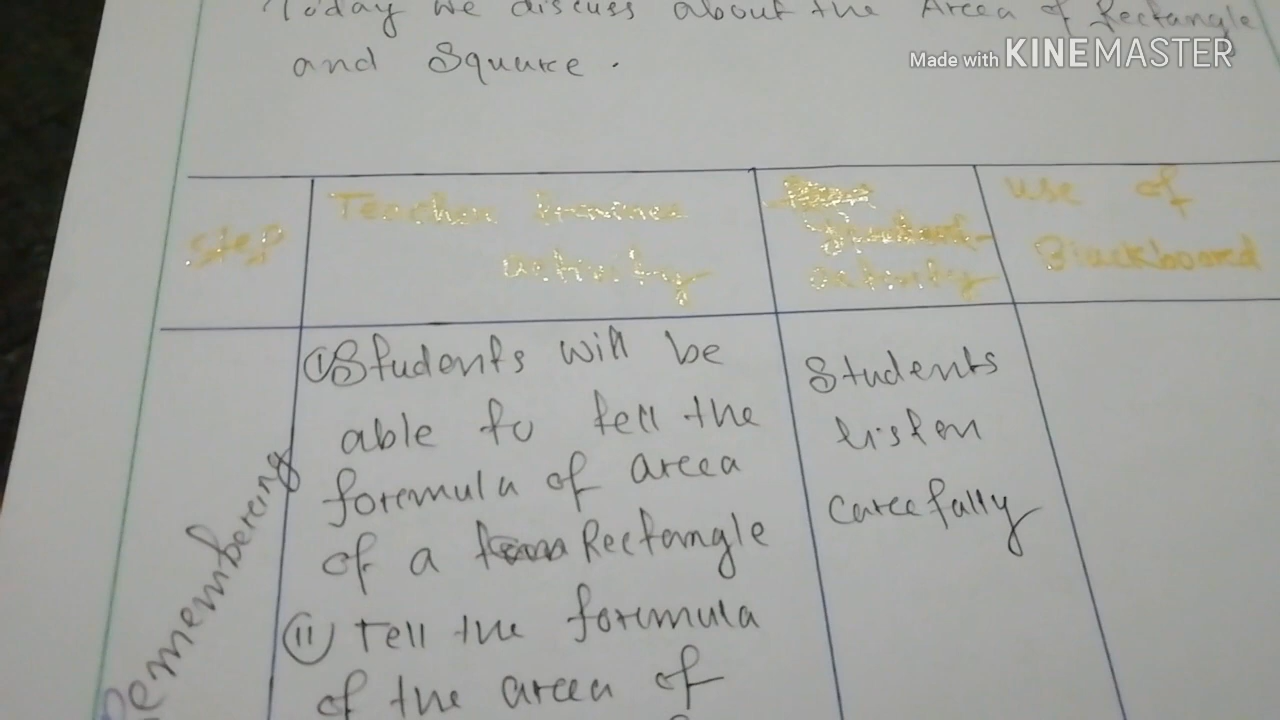 Today we discuss about the Area of Rectangle
and Square.
Made with KINEMASTER
Step
Teacher Trainee
activity
Student
activity
Use of
Blackboard
Remembering
(i) Students will be
able to tell the
formula of area
of a Rectangle
(ii) Tell the formula
of the area of
Students
listen
carefully